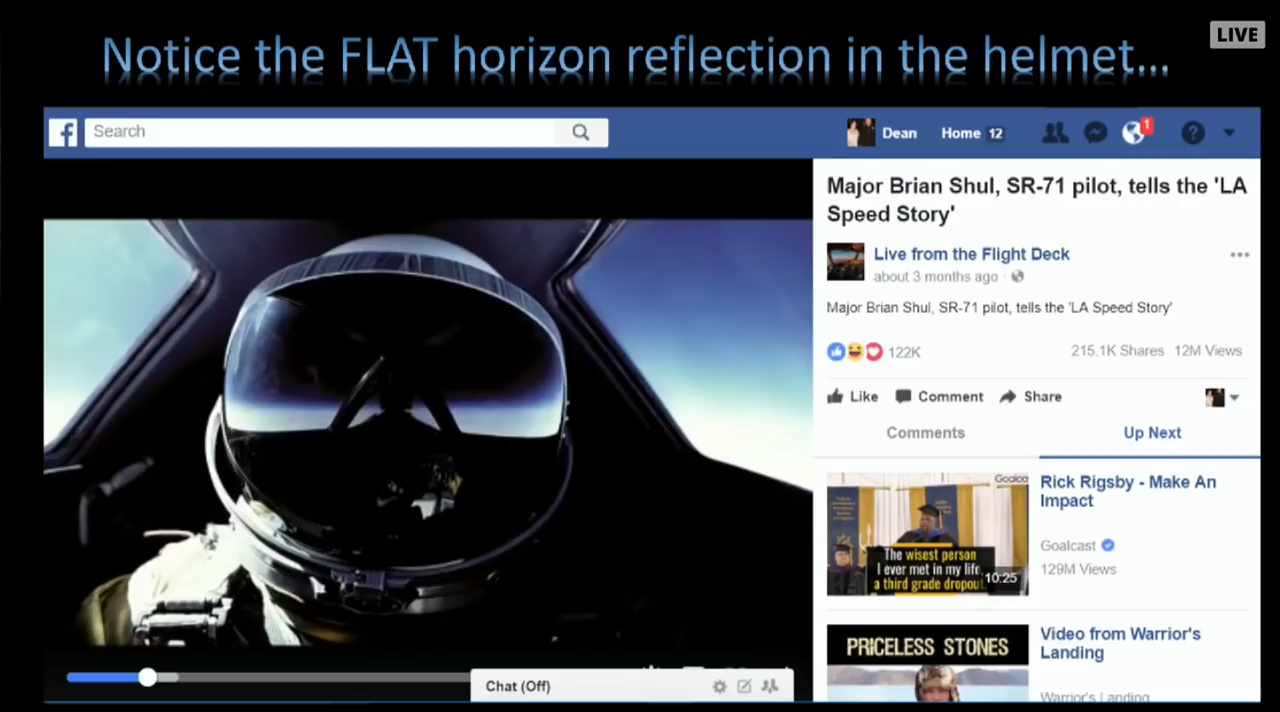 LIVE
Notice the FLAT horizon reflection in the helmet...
f
Search
Dean
Home 12
1
?
Major Brian Shul, SR-71 pilot, tells the 'LA
Speed Story'
Live from the Flight Deck
about 3 months ago
Major Brian Shul, SR-71 pilot, tells the 'LA Speed Story'
122K
215.1K Shares 12M Views
Like Comment Share
Comments
Up Next
Goalcast
The wisest person
I ever met in my life
a third grade dropout
10:25
Rick Rigsby - Make An
Impact
Goalcast
129M Views
PRICELESS STONES
Video from Warrior's
Landing
Warrior's Landing
Chat (Off)